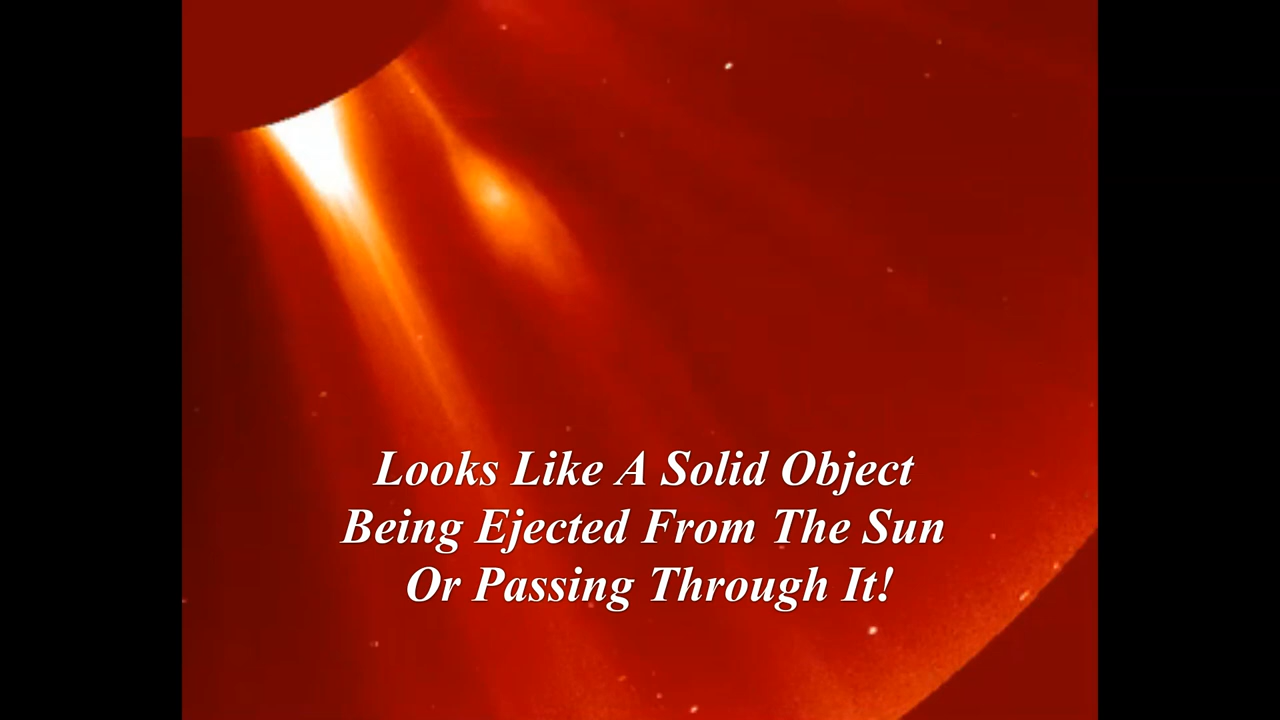 Looks Like A Solid Object
Being Ejected From The Sun
Or Passing Through It!